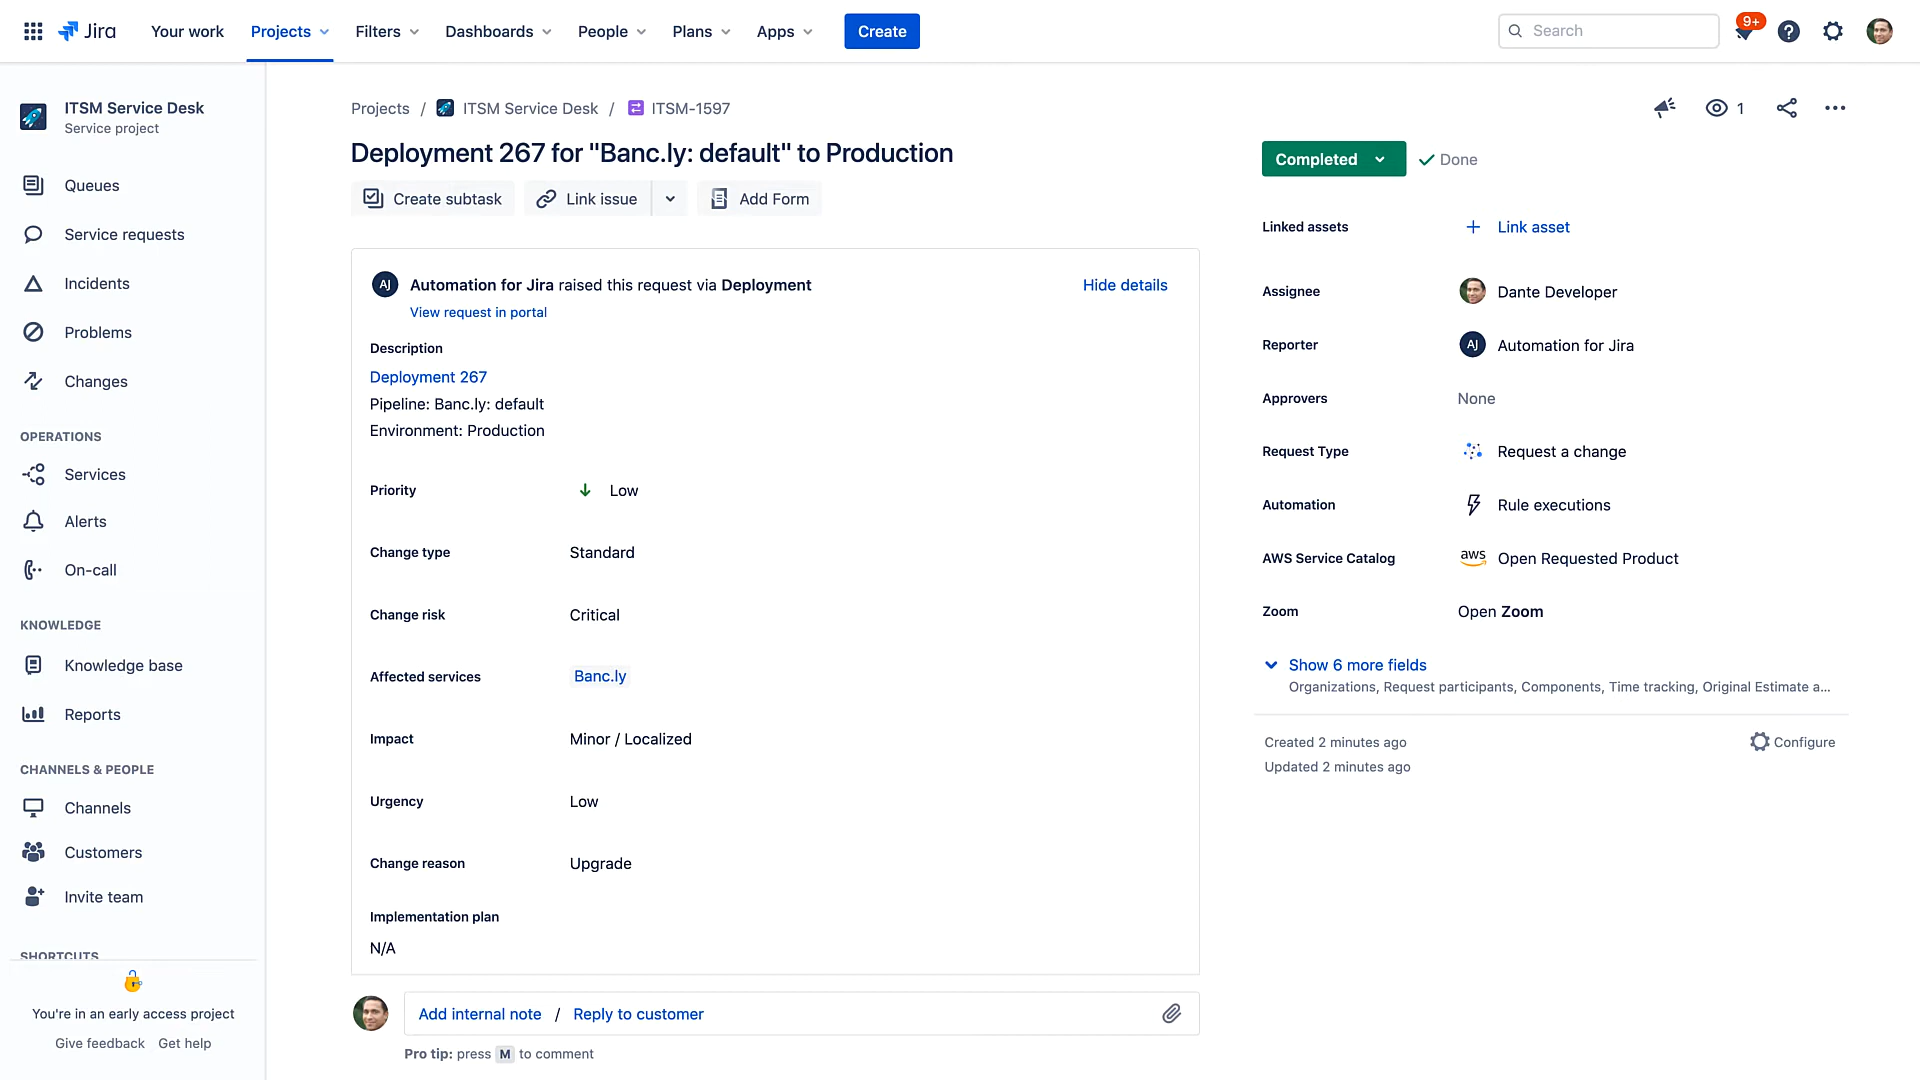 Jira
Your work
Projects
Filters
Dashboards
People
Plans
Apps
Create
Search
9+
ITSM Service Desk
Service project
Queues
Service requests
Incidents
Problems
Changes
OPERATIONS
Services
Alerts
On-call
KNOWLEDGE
Knowledge base
Reports
CHANNELS & PEOPLE
Channels
Customers
Invite team
SHORTCUTS
You're in an early access project
Give feedback Get help
Projects / ITSM Service Desk / ITSM-1597
Deployment 267 for "Banc.ly: default" to Production
Create subtask
Link issue
Add Form
AJ
Automation for Jira raised this request via Deployment
Hide details
View request in portal
Description
Deployment 267
Pipeline: Banc.ly: default
Environment: Production
Priority Low
Change type Standard
Change risk Critical
Affected services Banc.ly
Impact Minor / Localized
Urgency Low
Change reason Upgrade
Implementation plan
N/A
Add internal note / Reply to customer
Pro tip: press M to comment
1
Completed
Done
Linked assets Link asset
Assignee Dante Developer
Reporter AJ Automation for Jira
Approvers None
Request Type Request a change
Automation Rule executions
AWS Service Catalog aws Open Requested Product
Zoom Open Zoom
Show 6 more fields
Organizations, Request participants, Components, Time tracking, Original Estimate a...
Created 2 minutes ago
Configure
Updated 2 minutes ago